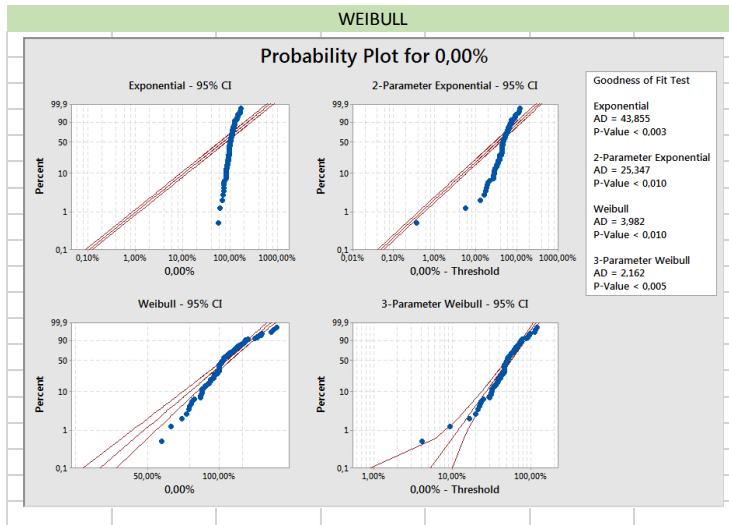 WEIBULL
Probability Plot for 0,00%
Exponential - 95% CI
99,9
90
50
10
1
0,1
Percent
0,10% 1,00% 10,00% 100,00% 1000,00%
0,00%
2-Parameter Exponential - 95% CI
99,9
90
50
10
1
0,1
Percent
0,01% 0,10% 1,00% 10,00% 100,00% 1000,00%
0,00% - Threshold
Weibull - 95% CI
99,9
90
50
10
1
0,1
Percent
50,00% 100,00%
0,00%
3-Parameter Weibull - 95% CI
99,9
90
50
10
1
0,1
Percent
1,00% 10,00% 100,00%
0,00% - Threshold
Goodness of Fit Test
Exponential
AD = 43,855
P-Value < 0,003
2-Parameter Exponential
AD = 25,347
P-Value < 0,010
Weibull
AD = 3,982
P-Value < 0,010
3-Parameter Weibull
AD = 2,162
P-Value < 0,005